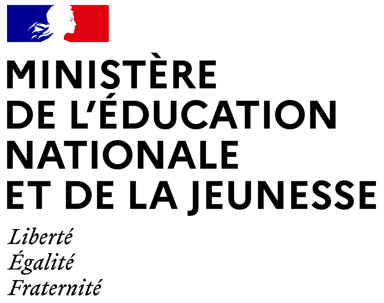 MINISTÈRE
DE L'ÉDUCATION
NATIONALE
ET DE LA JEUNESSE
Liberté
Égalité
Fraternité